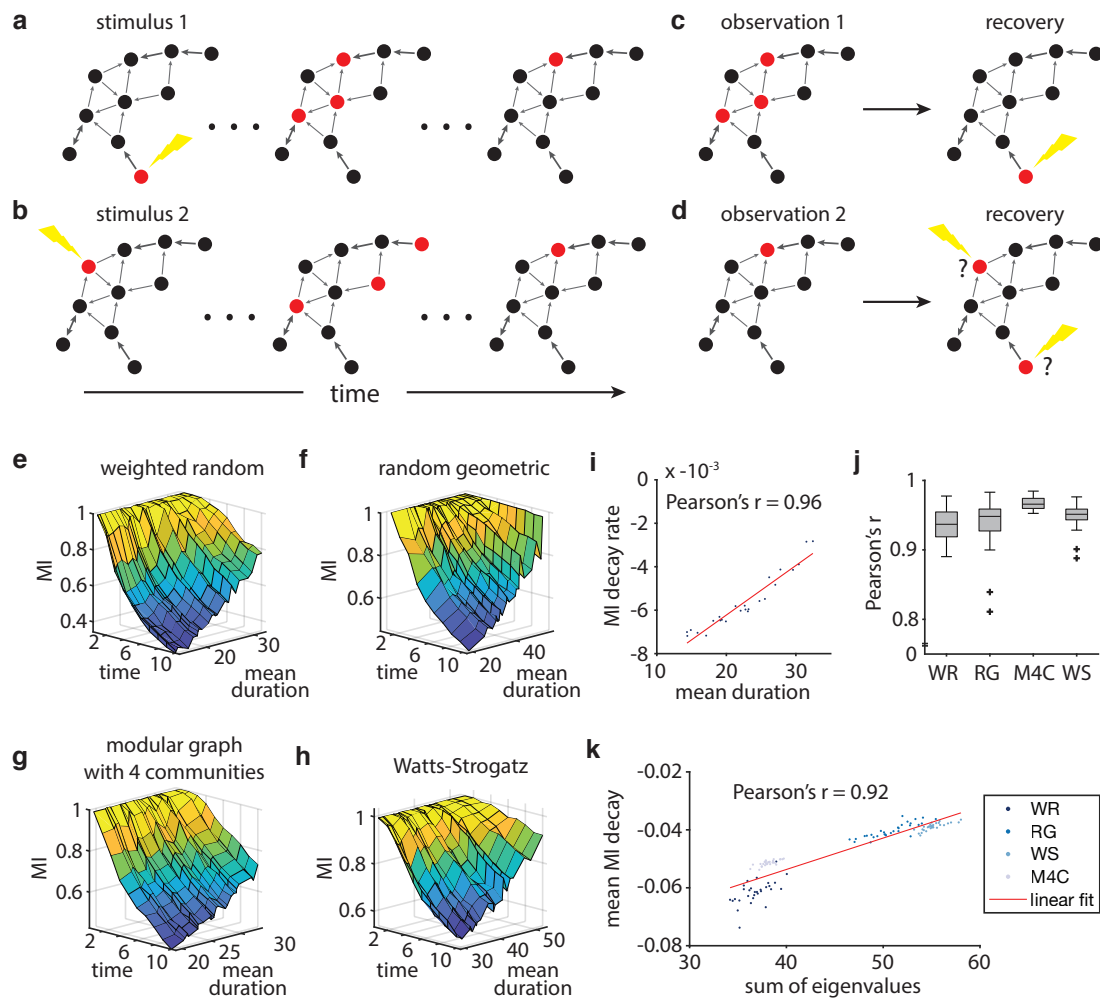 a
stimulus 1
c
observation 1
recovery
b
stimulus 2
d
observation 2
recovery
?
?
time
e
weighted random
MI
1
0.8
0.6
0.4
2
6
10
time
20
30
mean
duration
f
random geometric
MI
1
0.8
0.6
2
6
10
time
20
40
mean
duration
i
x -10⁻³
Pearson's r = 0.96
MI decay rate
0
-2
-4
-6
-8
10
20
30
40
mean duration
j
Pearson's r
1
0.9
0.8
0
WR
RG
M4C
WS
g
modular graph
with 4 communities
MI
1
0.8
0.6
2
6
10
time
20
25
30
mean
duration
h
Watts-Strogatz
MI
1
0.8
0.6
2
6
10
time
30
40
50
mean
duration
k
Pearson's r = 0.92
mean MI decay
-0.02
-0.04
-0.06
-0.08
30
40
50
60
sum of eigenvalues
WR
RG
WS
M4C
linear fit